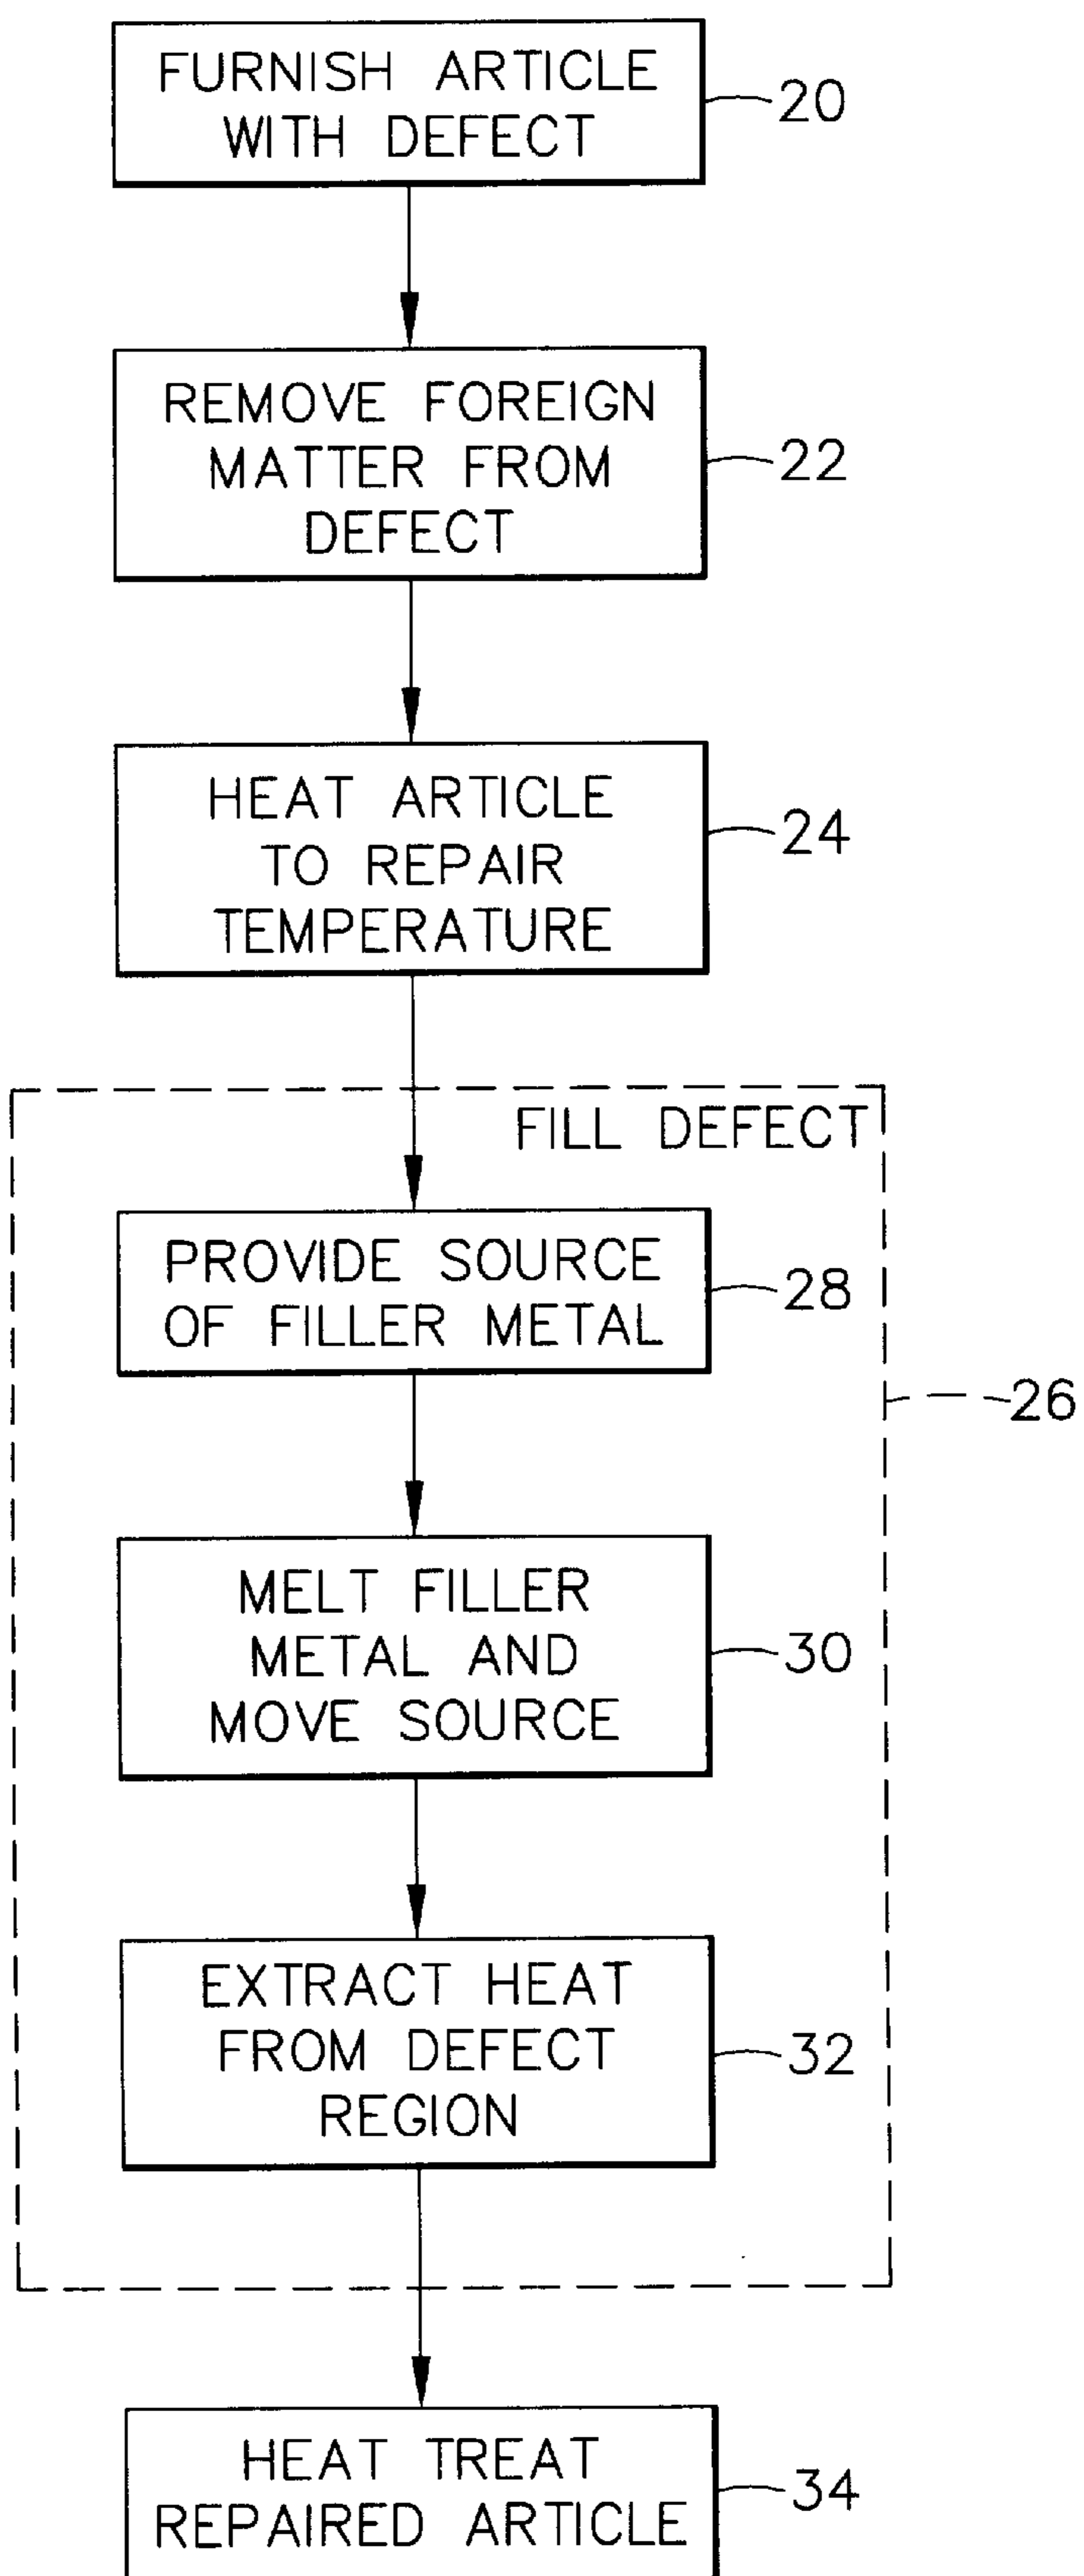 FURNISH ARTICLE
WITH DEFECT
20
REMOVE FOREIGN
MATTER FROM
DEFECT
22
HEAT ARTICLE
TO REPAIR
TEMPERATURE
24
FILL DEFECT
PROVIDE SOURCE
OF FILLER METAL
28
26
MELT FILLER
METAL AND
MOVE SOURCE
30
EXTRACT HEAT
FROM DEFECT
REGION
32
HEAT TREAT
REPAIRED ARTICLE
34